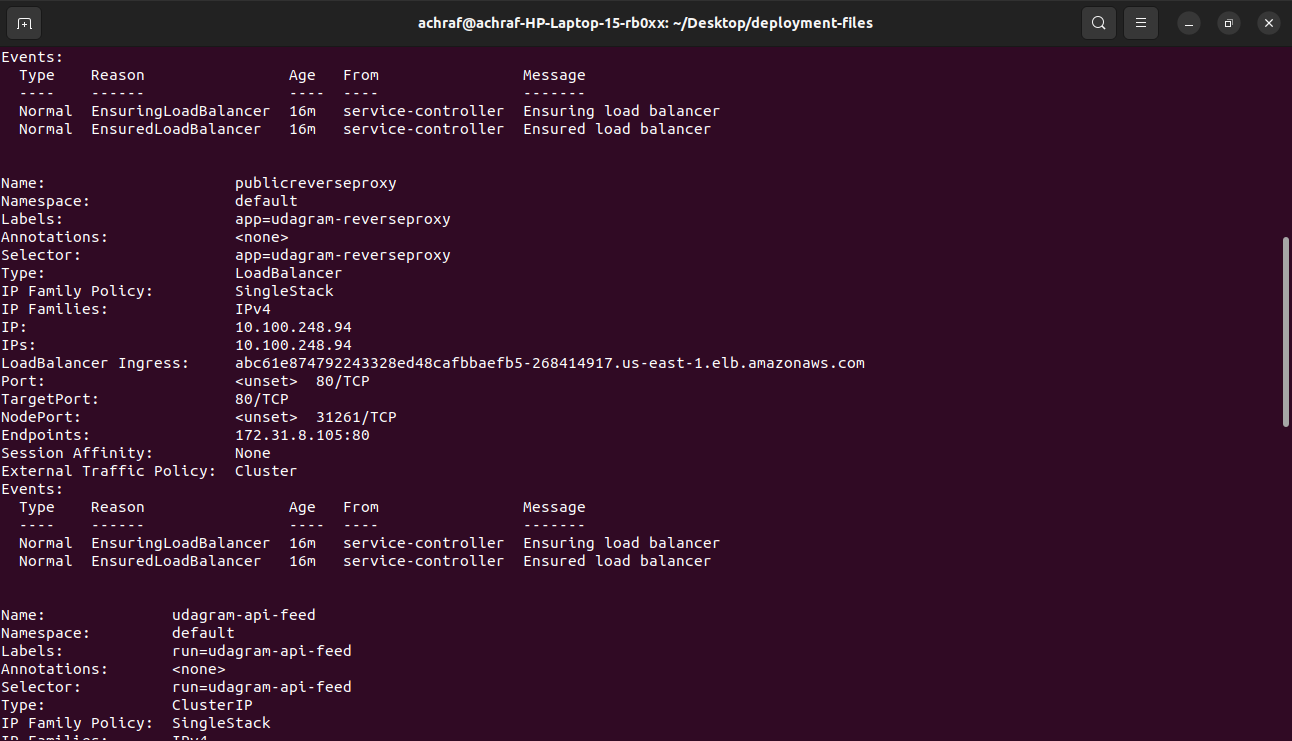 achraf@achraf-HP-Laptop-15-rb0xx: ~/Desktop/deployment-files
Events:
  Type    Reason                Age   From                Message
  ----    ------                ----  ----                -------
  Normal  EnsuringLoadBalancer  16m   service-controller  Ensuring load balancer
  Normal  EnsuredLoadBalancer   16m   service-controller  Ensured load balancer
Name:                     publicreverseproxy
Namespace:                default
Labels:                   app=udagram-reverseproxy
Annotations:              <none>
Selector:                 app=udagram-reverseproxy
Type:                     LoadBalancer
IP Family Policy:         SingleStack
IP Families:              IPv4
IP:                       10.100.248.94
IPs:                      10.100.248.94
LoadBalancer Ingress:     abc61e874792243328ed48cafbbaefb5-268414917.us-east-1.elb.amazonaws.com
Port:                     <unset>  80/TCP
TargetPort:               80/TCP
NodePort:                 <unset>  31261/TCP
Endpoints:                172.31.8.105:80
Session Affinity:         None
External Traffic Policy:  Cluster
Events:
  Type    Reason                Age   From                Message
  ----    ------                ----  ----                -------
  Normal  EnsuringLoadBalancer  16m   service-controller  Ensuring load balancer
  Normal  EnsuredLoadBalancer   16m   service-controller  Ensured load balancer
Name:              udagram-api-feed
Namespace:         default
Labels:            run=udagram-api-feed
Annotations:       <none>
Selector:          run=udagram-api-feed
Type:              ClusterIP
IP Family Policy:  SingleStack
IP Families:       IPv4